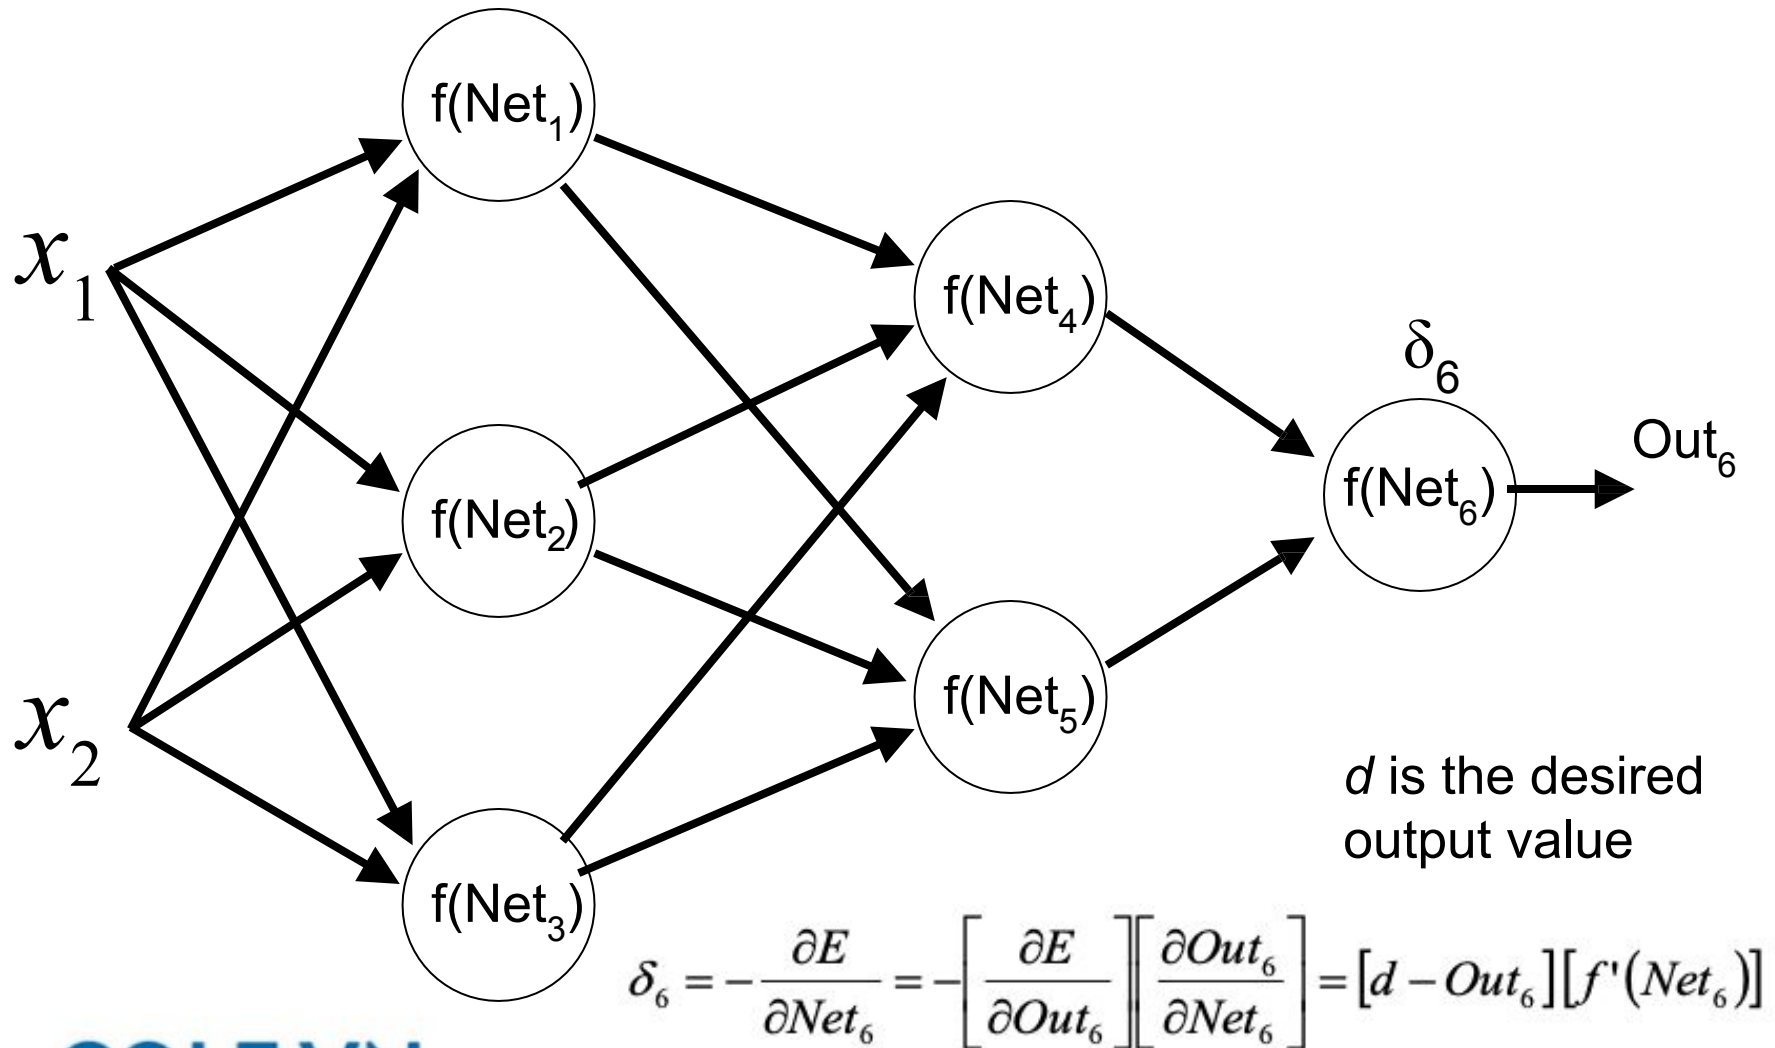 f(Net₁)
x₁
f(Net₄)
δ₆
Out₆
f(Net₂)
f(Net₆)
x₂
f(Net₅)
d is the desired
output value
f(Net₃)
δ₆ = −∂E/∂Net₆ = −[∂E/∂Out₆][∂Out₆/∂Net₆] = [d − Out₆][f'(Net₆)]